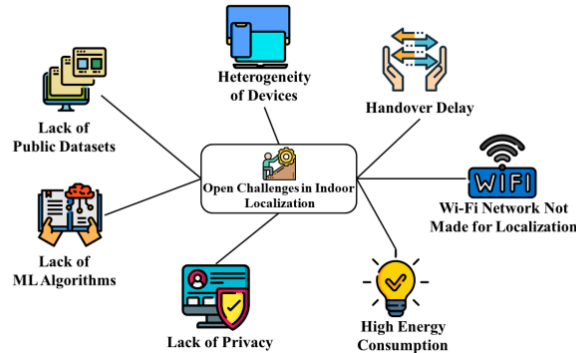 Heterogeneity
of Devices
Handover Delay
Lack of
Public Datasets
Open Challenges in Indoor
Localization
WIFI
Wi-Fi Network Not
Made for Localization
Lack of
ML Algorithms
Lack of Privacy
High Energy
Consumption